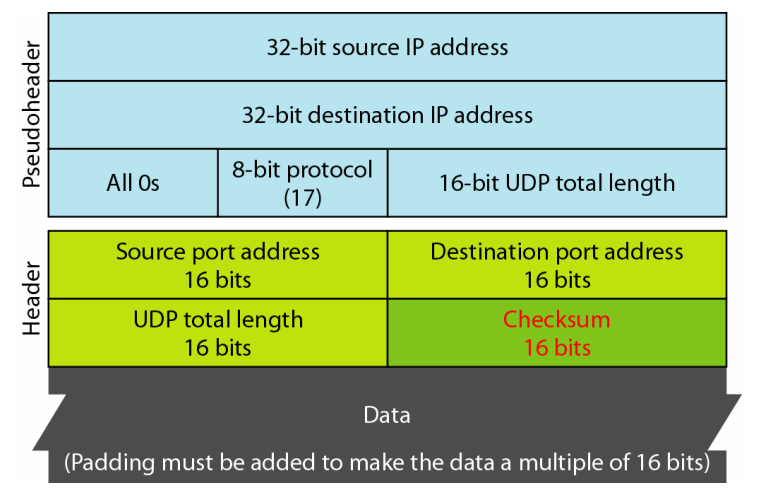 Pseudoheader
32-bit source IP address
32-bit destination IP address
All 0s
8-bit protocol
(17)
16-bit UDP total length
Header
Source port address
16 bits
Destination port address
16 bits
UDP total length
16 bits
Checksum
16 bits
Data
(Padding must be added to make the data a multiple of 16 bits)